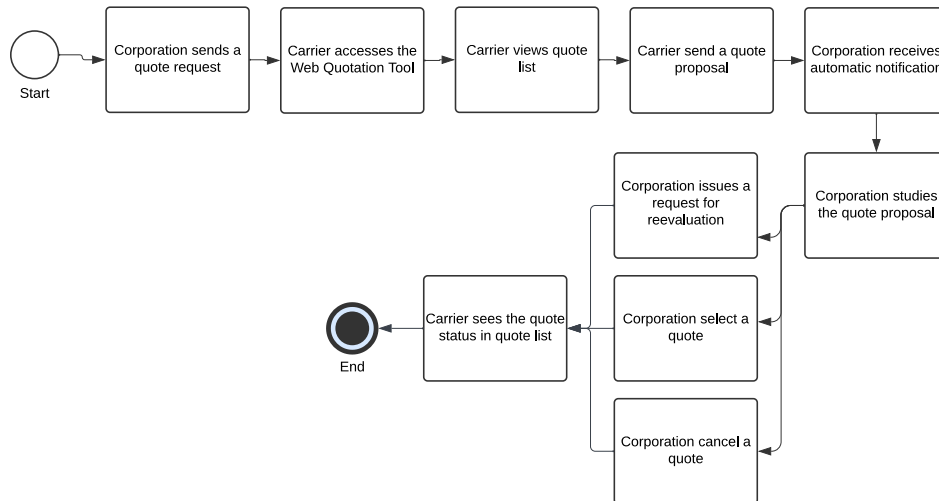 Start
Corporation sends a
quote request
Carrier accesses the
Web Quotation Tool
Carrier views quote
list
Carrier send a quote
proposal
Corporation receives
automatic notification
Corporation studies
the quote proposal
Corporation issues a
request for
reevaluation
Corporation select a
quote
Corporation cancel a
quote
Carrier sees the quote
status in quote list
End